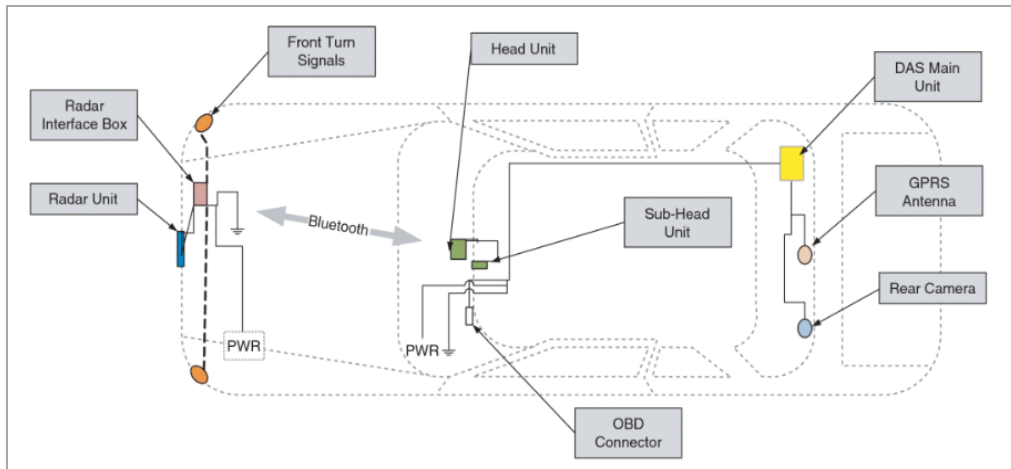 Front Turn
Signals
Head Unit
DAS Main
Unit
Radar
Interface Box
Radar Unit
GPRS
Antenna
Bluetooth
Sub-Head
Unit
Rear Camera
PWR
PWR
OBD
Connector